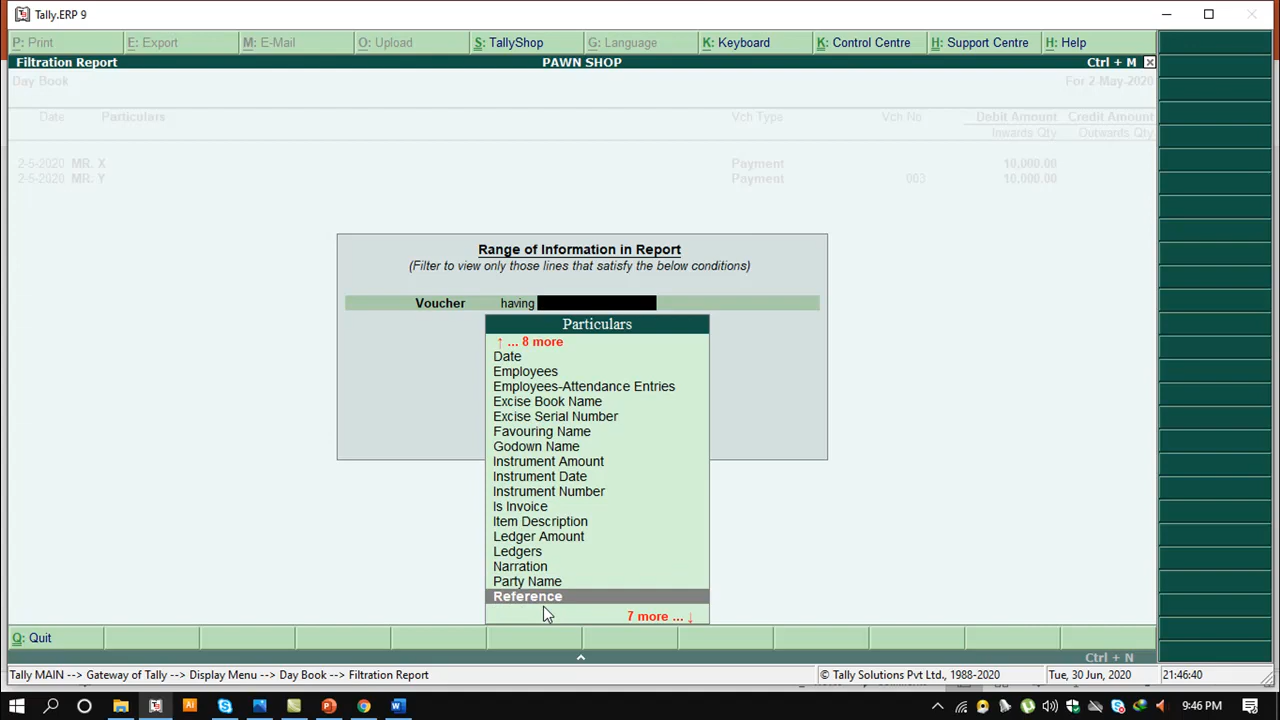 Tally.ERP 9
P: Print E: Export M: E-Mail O: Upload S: TallyShop G: Language K: Keyboard K: Control Centre H: Support Centre H: Help
Filtration Report PAWN SHOP Ctrl + M
Day Book For 2-May-2020
Date Particulars Vch Type Vch No. Debit Amount Credit Amount
Inwards Qty Outwards Qty
2-5-2020 MR. X Payment 10,000.00
2-5-2020 MR. Y Payment 003 10,000.00
Range of Information in Report
(Filter to view only those lines that satisfy the below conditions)
Voucher having
Particulars
↑ ... 8 more
Date
Employees
Employees-Attendance Entries
Excise Book Name
Excise Serial Number
Favouring Name
Godown Name
Instrument Amount
Instrument Date
Instrument Number
Is Invoice
Item Description
Ledger Amount
Ledgers
Narration
Party Name
Reference
7 more ... ↓
Q: Quit
Ctrl + N
Tally MAIN --> Gateway of Tally --> Display Menu --> Day Book --> Filtration Report © Tally Solutions Pvt Ltd., 1988-2020 Tue, 30 Jun, 2020 21:46:40
9:46 PM